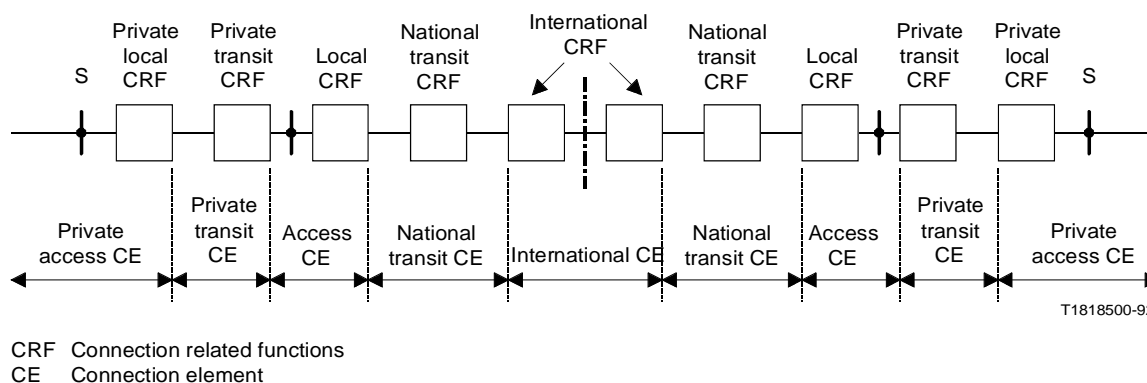 International
CRF
Private
local
CRF
Private
transit
CRF
Local
CRF
National
transit
CRF
National
transit
CRF
Local
CRF
Private
transit
CRF
Private
local
CRF
S
S
Private
access CE
Private
transit
CE
Access
CE
National
transit CE
International CE
National
transit CE
Access
CE
Private
transit
CE
Private
access CE
T1818500-92
CRF Connection related functions
CE Connection element